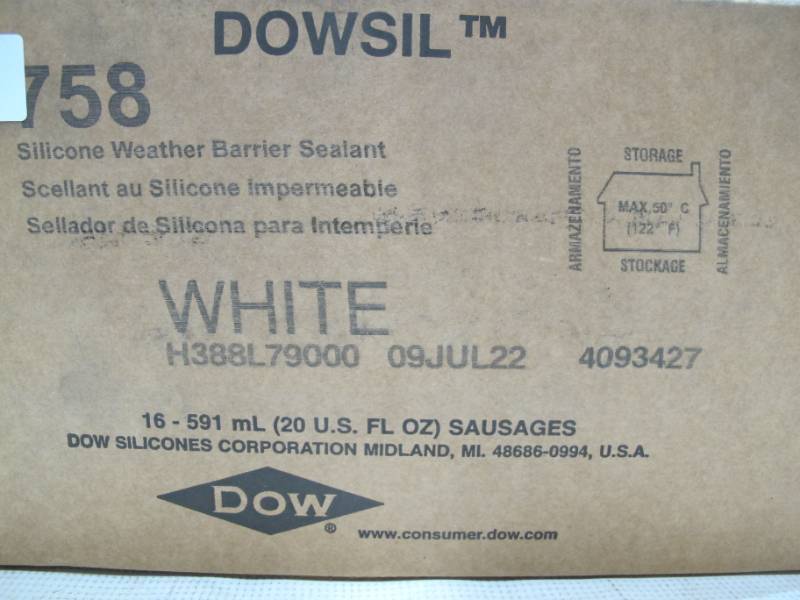 DOWSIL™
758
Silicone Weather Barrier Sealant
Scellant au Silicone Impermeable
Sellador de Silicona para Intemperie
STORAGE
ARMAZENAMENTO
MAX. 50° C
(122° F)
ALMACENAMIENTO
STOCKAGE
WHITE
H388L79000 09JUL22 4093427
16 - 591 mL (20 U.S. FL OZ) SAUSAGES
DOW SILICONES CORPORATION MIDLAND, MI. 48686-0994, U.S.A.
DOW®
www.consumer.dow.com